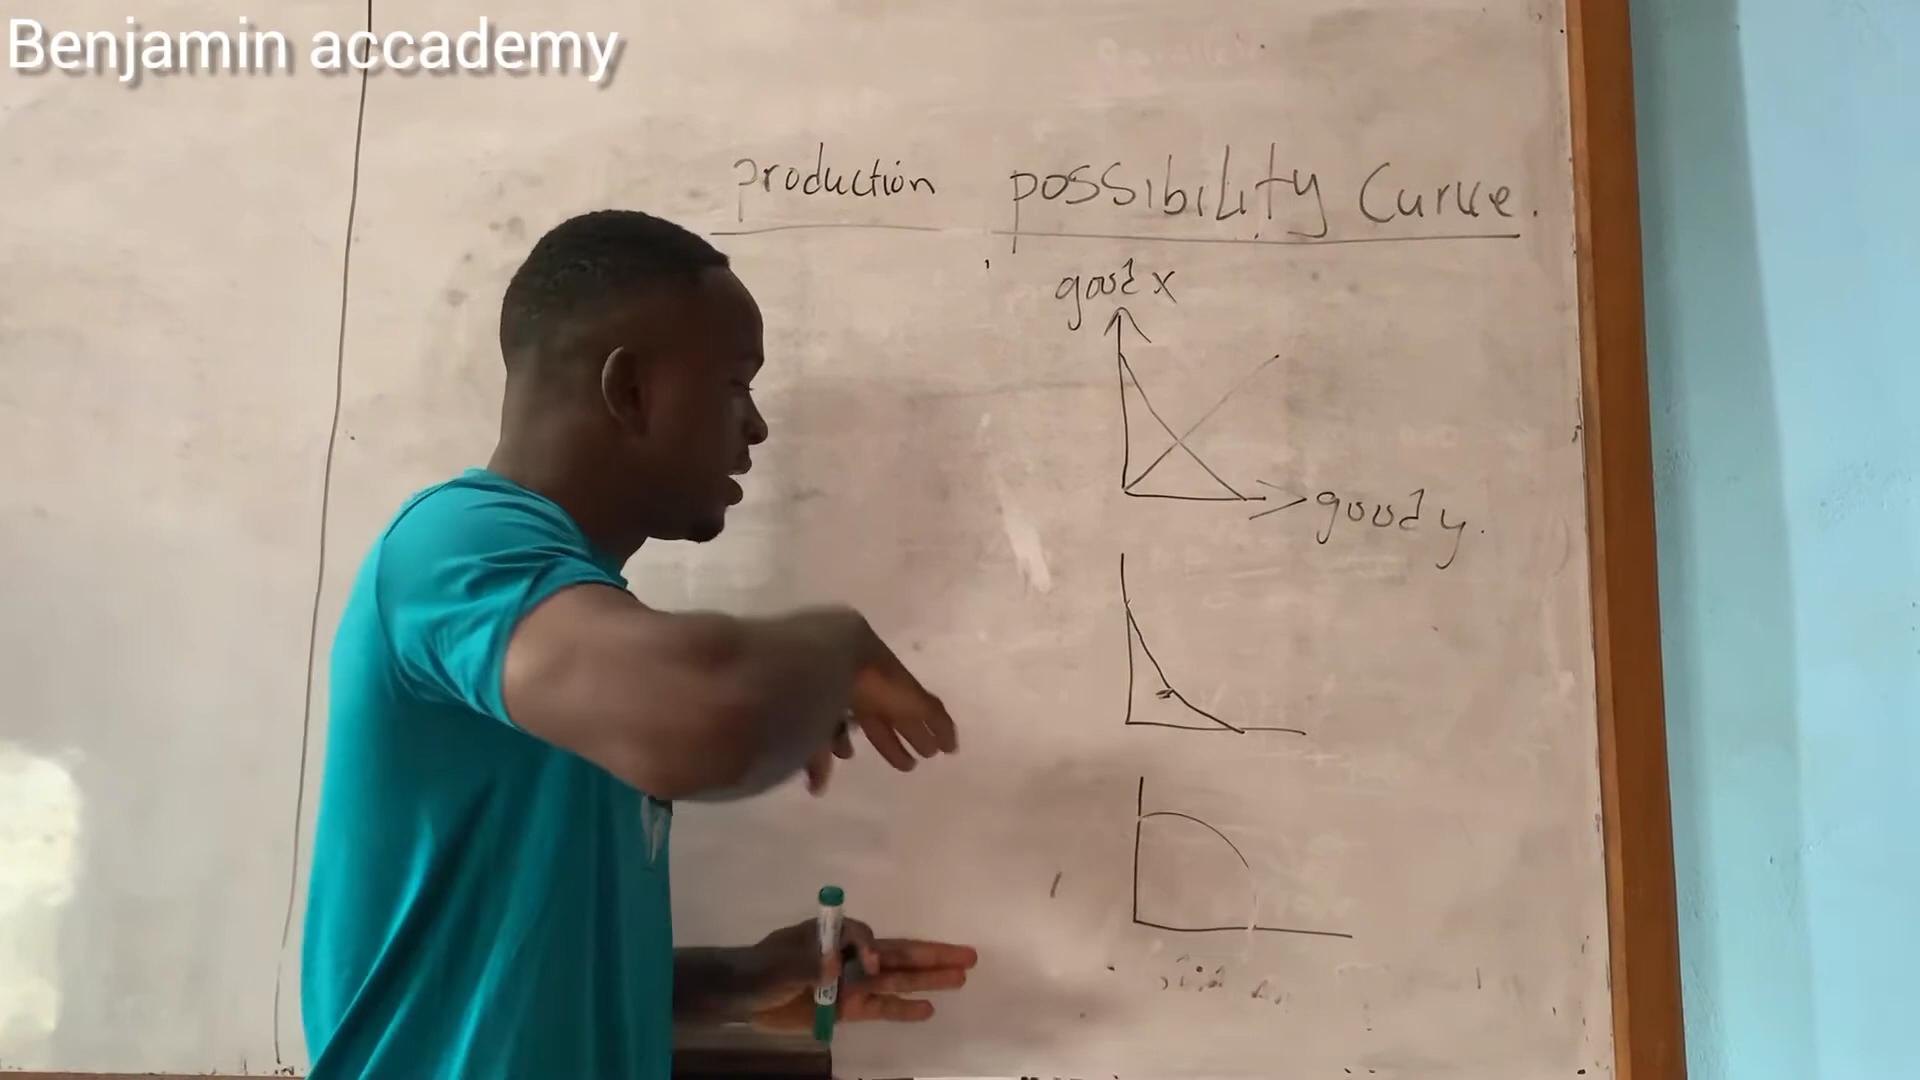 Benjamin accademy
production possibility Curve.
good x
good y.